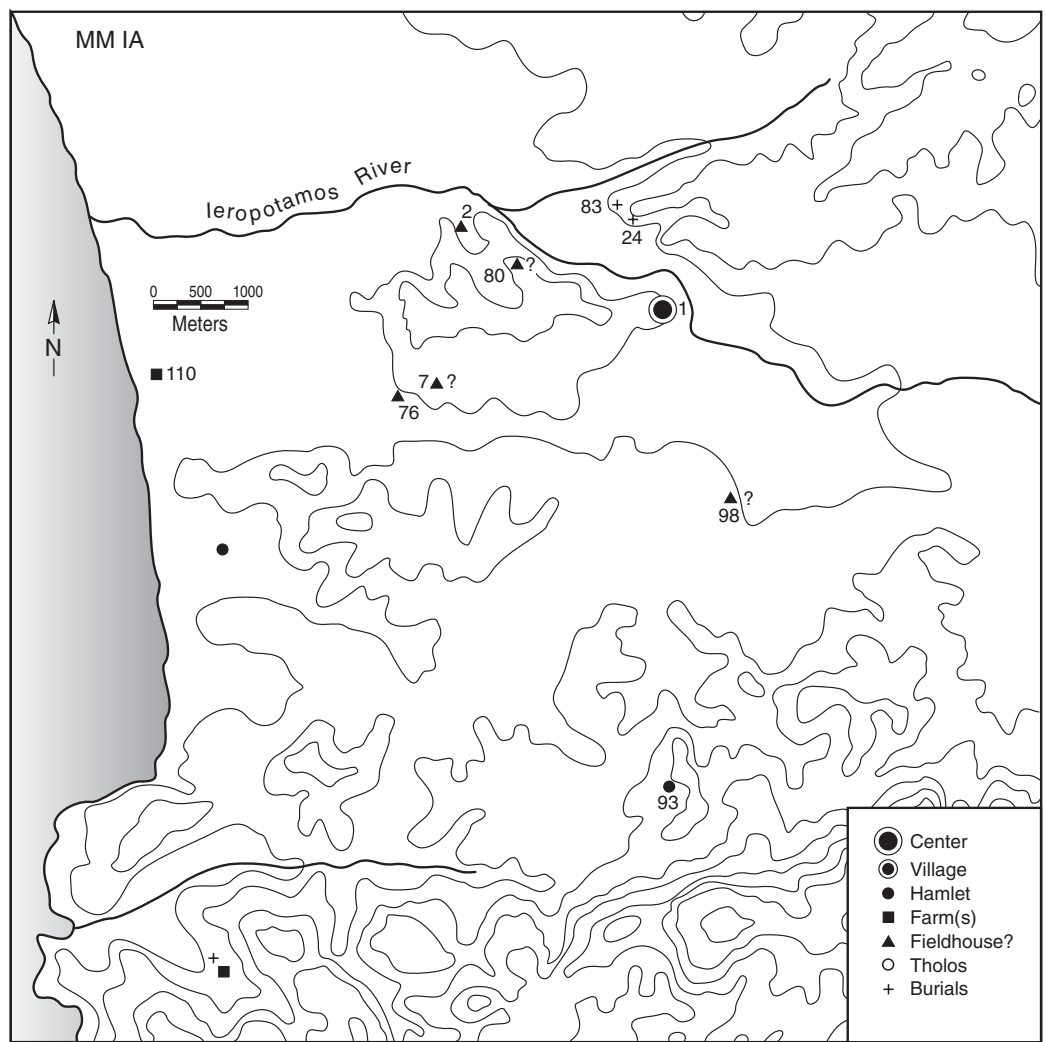 MM IA
Ieropotamos River
2
83
24
80 ?
1
0 500 1000
Meters
N
110
7 ?
76
?
98
93
Center
Village
Hamlet
Farm(s)
Fieldhouse?
Tholos
Burials